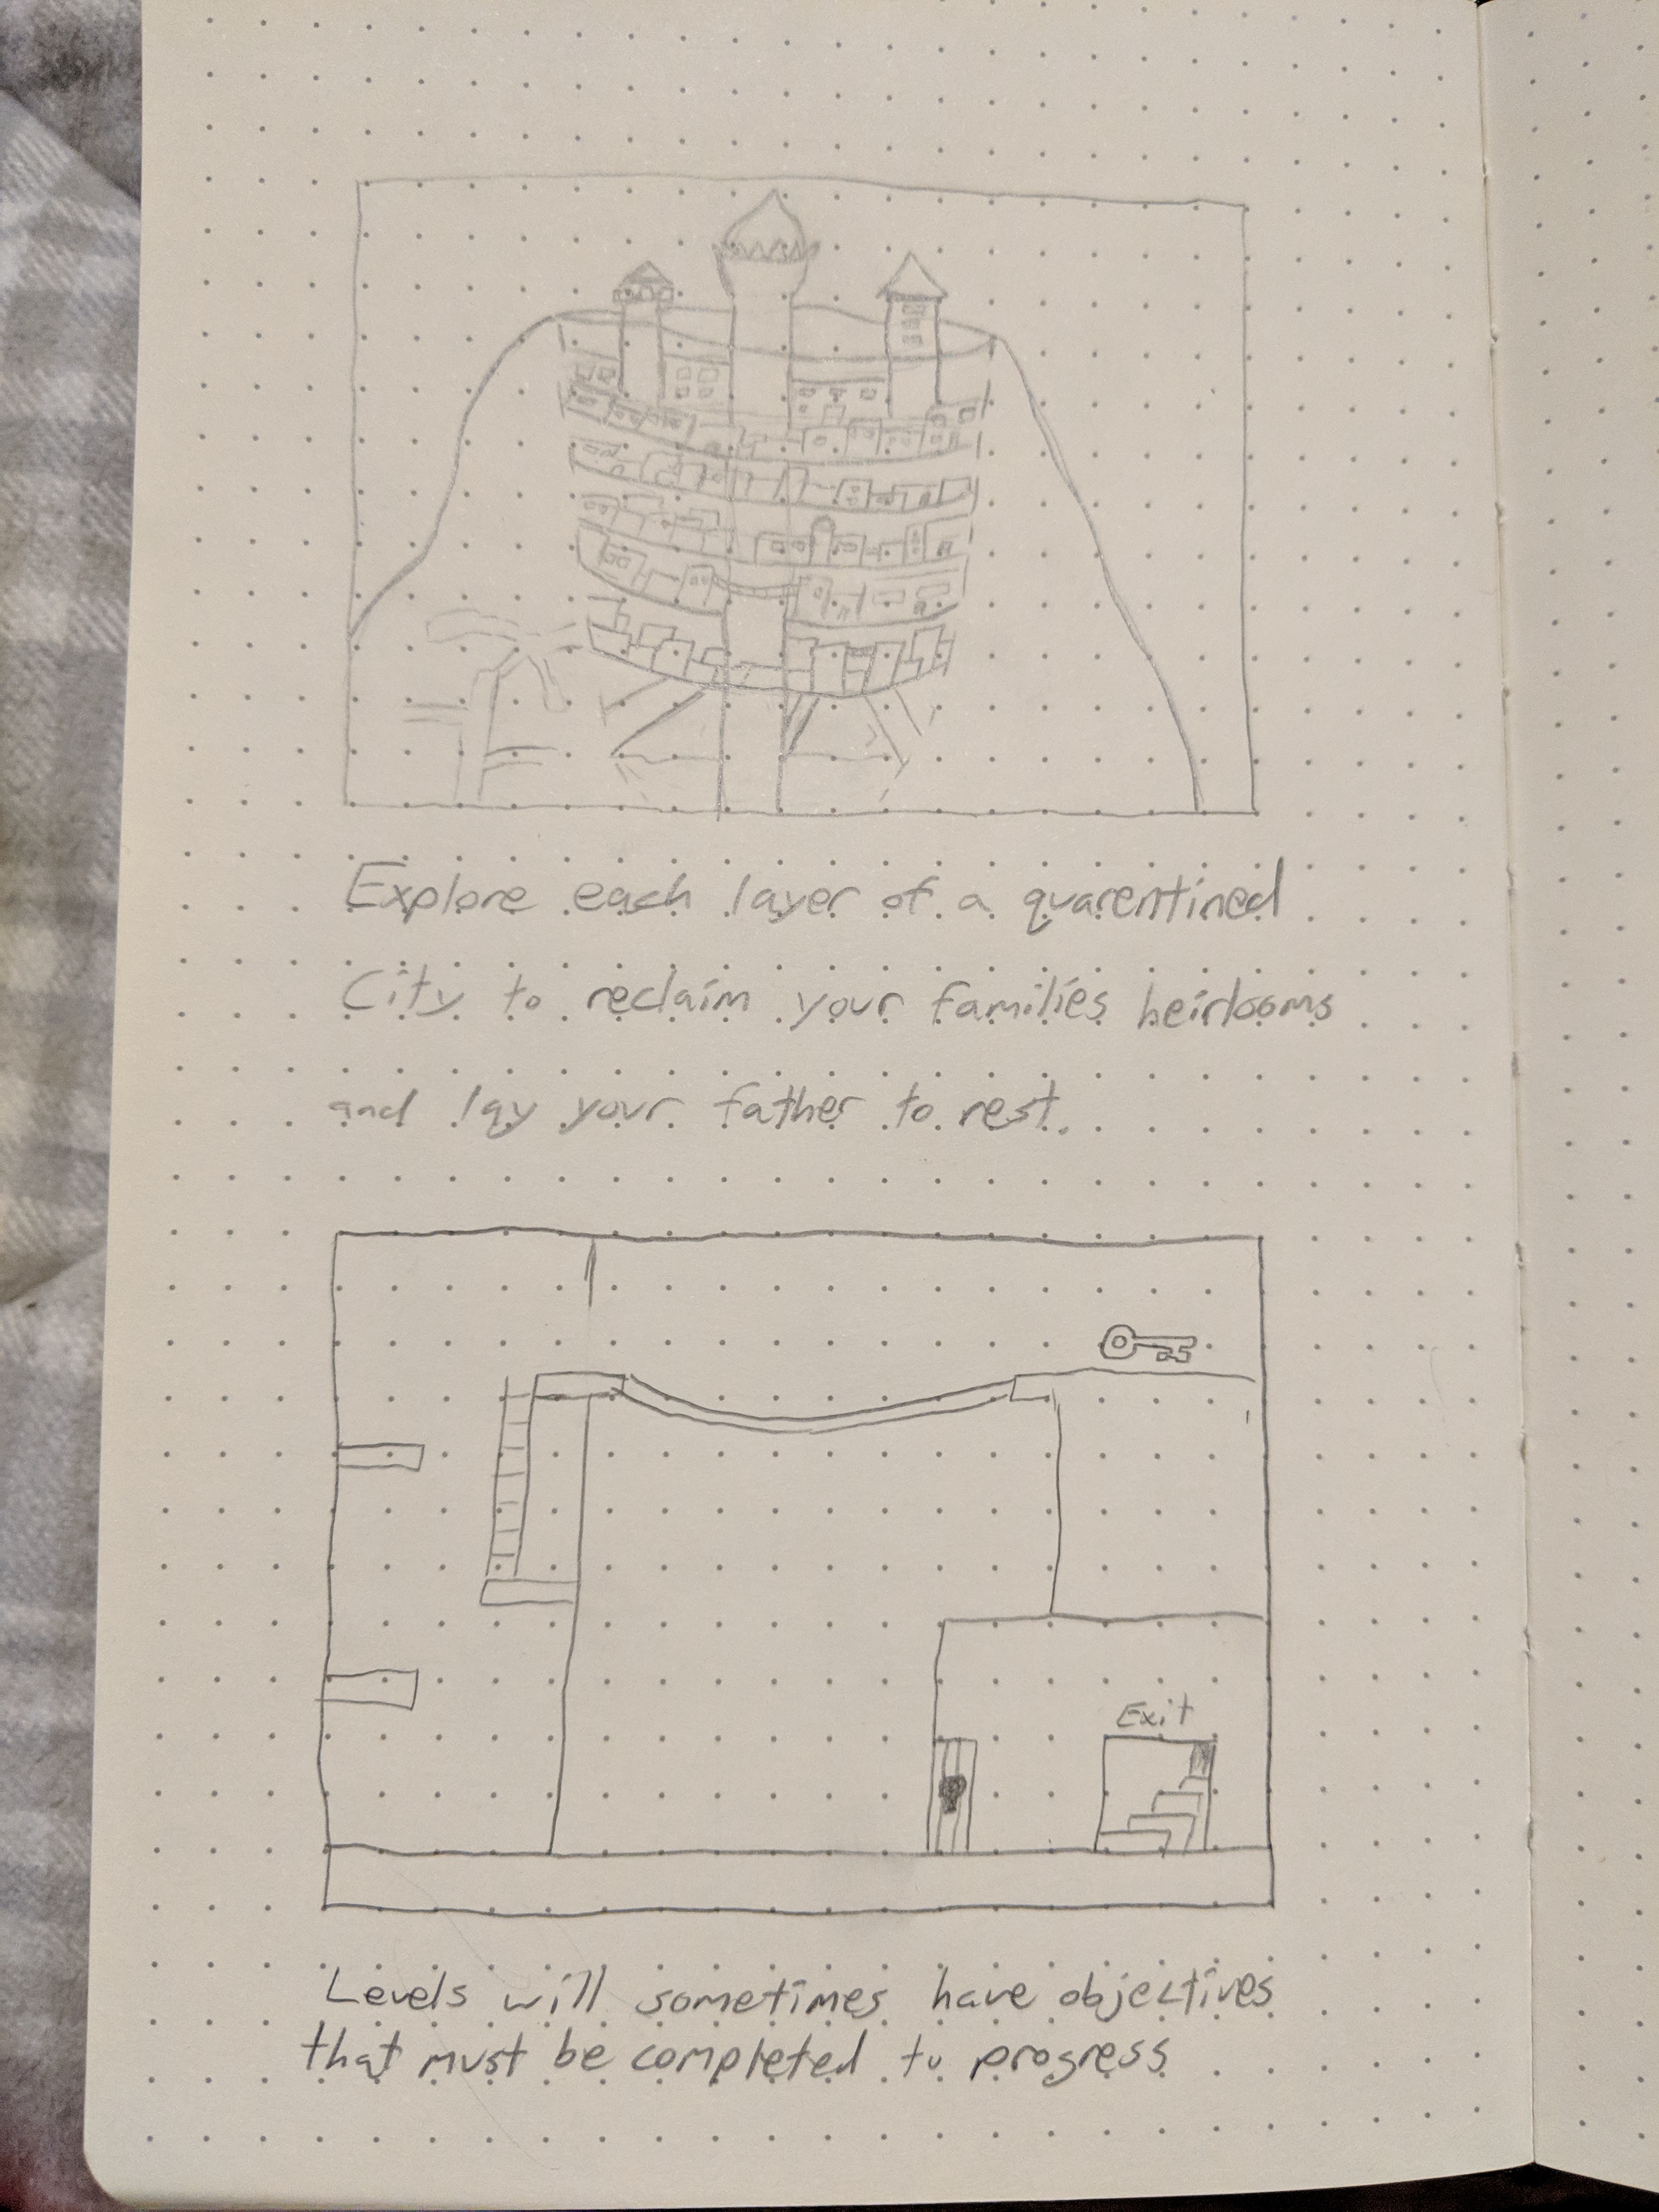 Explore each layer of a quarentined
City to reclaim your families heirlooms
and lay your father to rest.
Exit
Levels will sometimes have objectives
that must be completed to progress